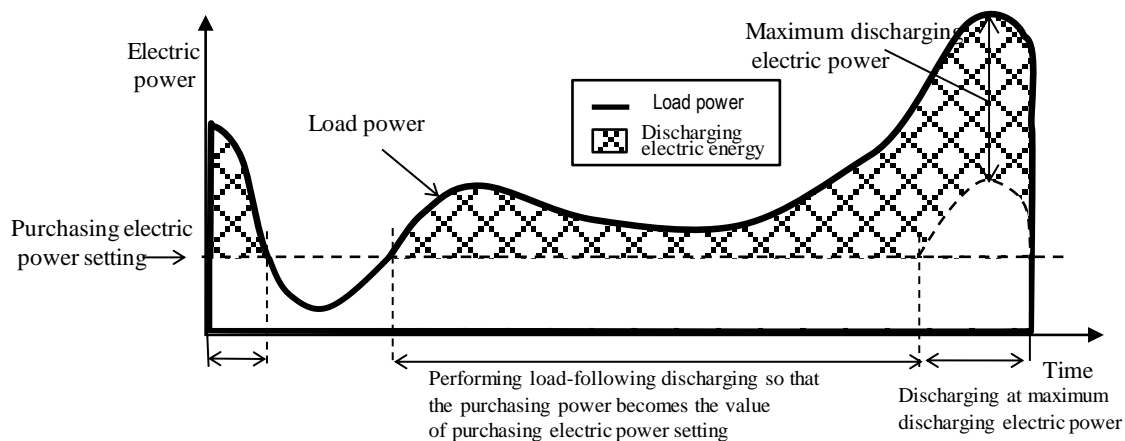 Electric
power
Maximum discharging
electric power
Load power
Load power
Discharging
electric energy
Purchasing electric
power setting
Time
Performing load-following discharging so that
the purchasing power becomes the value
of purchasing electric power setting
Discharging at maximum
discharging electric power